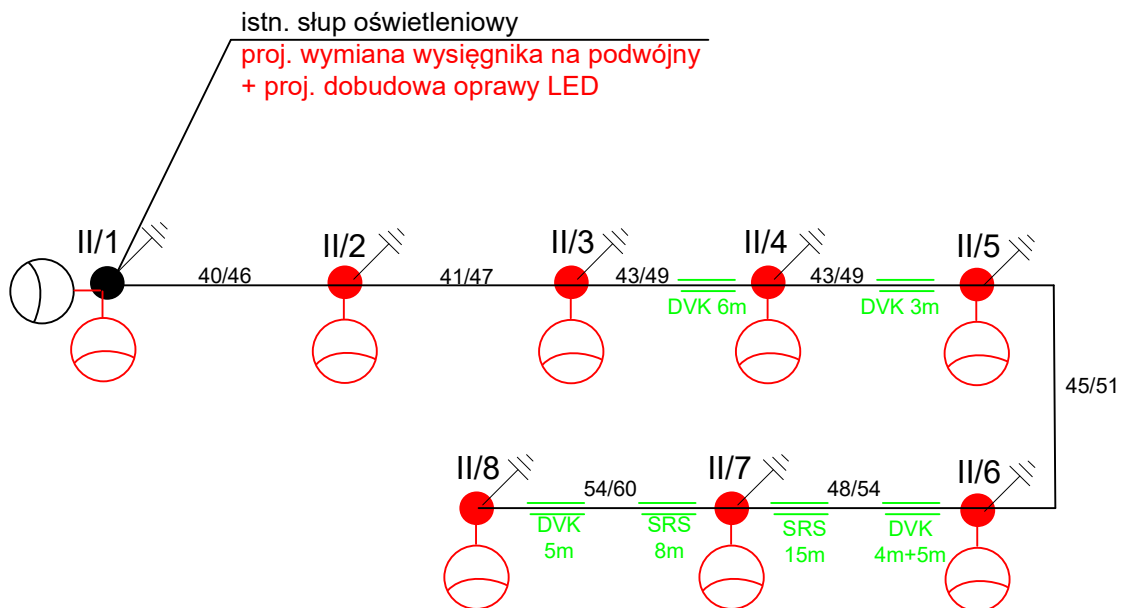 istn. słup oświetleniowy
proj. wymiana wysięgnika na podwójny
+ proj. dobudowa oprawy LED
II/1
II/2
II/3
II/4
II/5
40/46
41/47
43/49
43/49
DVK 6m
DVK 3m
45/51
II/8
II/7
II/6
54/60
48/54
DVK
5m
SRS
8m
SRS
15m
DVK
4m+5m